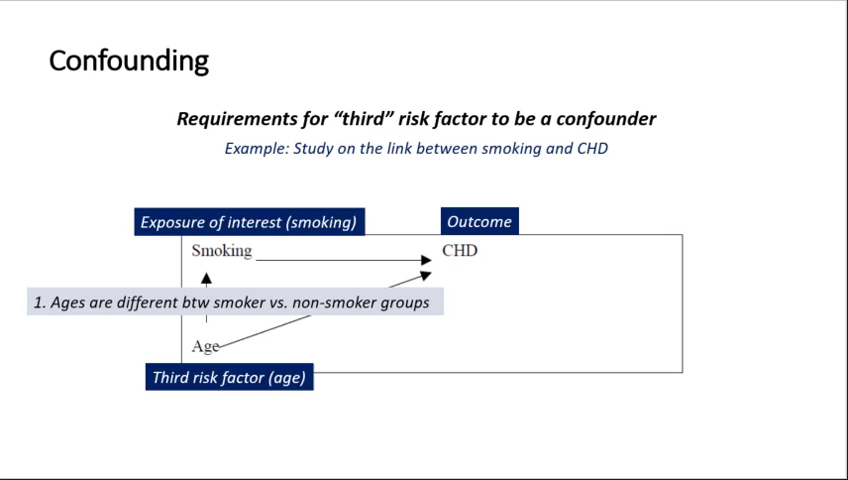 Confounding
Requirements for “third” risk factor to be a confounder
Example: Study on the link between smoking and CHD
Exposure of interest (smoking)
Outcome
Smoking
CHD
1. Ages are different btw smoker vs. non-smoker groups
Age
Third risk factor (age)